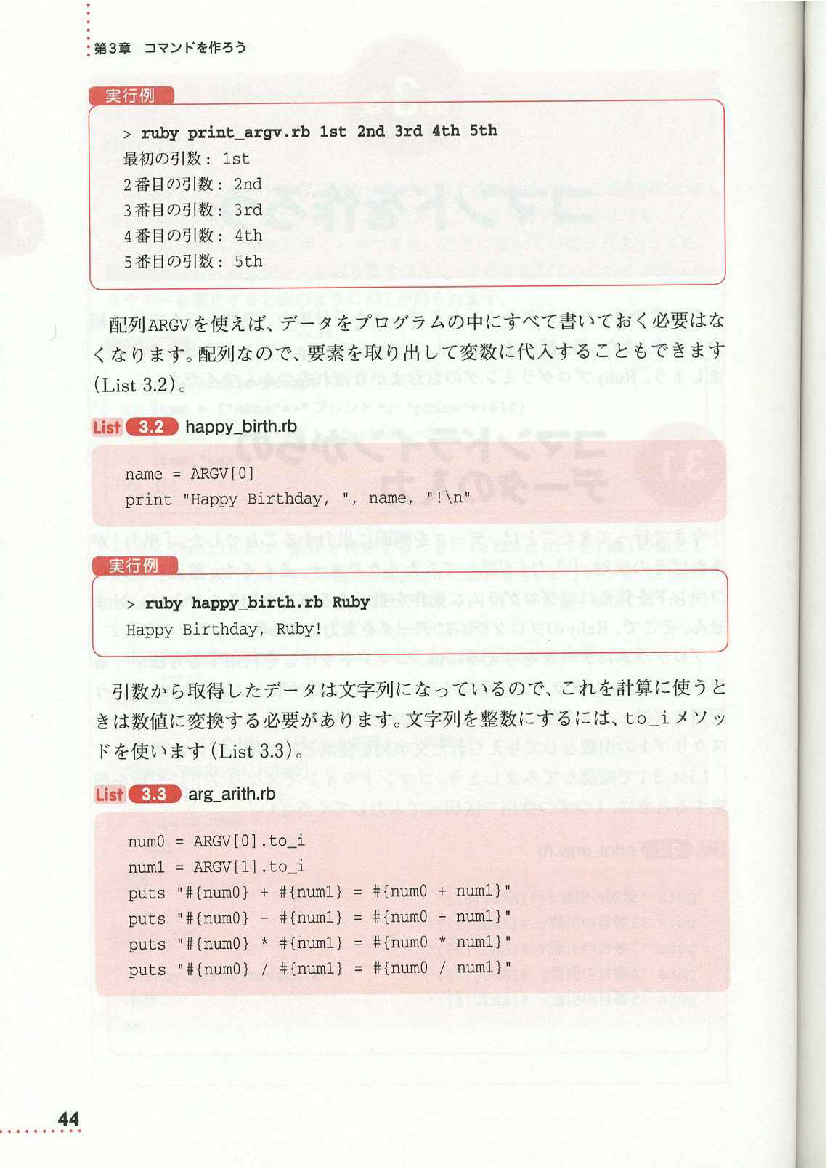 第3章 コマンドを作ろう
実行例
> ruby print_argv.rb 1st 2nd 3rd 4th 5th
最初の引数: 1st
2番目の引数: 2nd
3番目の引数: 3rd
4番目の引数: 4th
5番目の引数: 5th
配列ARGVを使えば、データをプログラムの中にすべて書いておく必要はな
くなります。配列なので、要素を取り出して変数に代入することもできます
(List 3.2)。
List 3.2 happy_birth.rb
name = ARGV[0]
print "Happy Birthday, ", name, "!\n"
実行例
> ruby happy_birth.rb Ruby
Happy Birthday, Ruby!
引数から取得したデータは文字列になっているので、これを計算に使うと
きは数値に変換する必要があります。文字列を整数にするには、to_iメソッ
ドを使います(List 3.3)。
List 3.3 arg_arith.rb
num0 = ARGV[0].to_i
num1 = ARGV[1].to_i
puts "#{num0} + #{num1} = #{num0 + num1}"
puts "#{num0} - #{num1} = #{num0 - num1}"
puts "#{num0} * #{num1} = #{num0 * num1}"
puts "#{num0} / #{num1} = #{num0 / num1}"
44